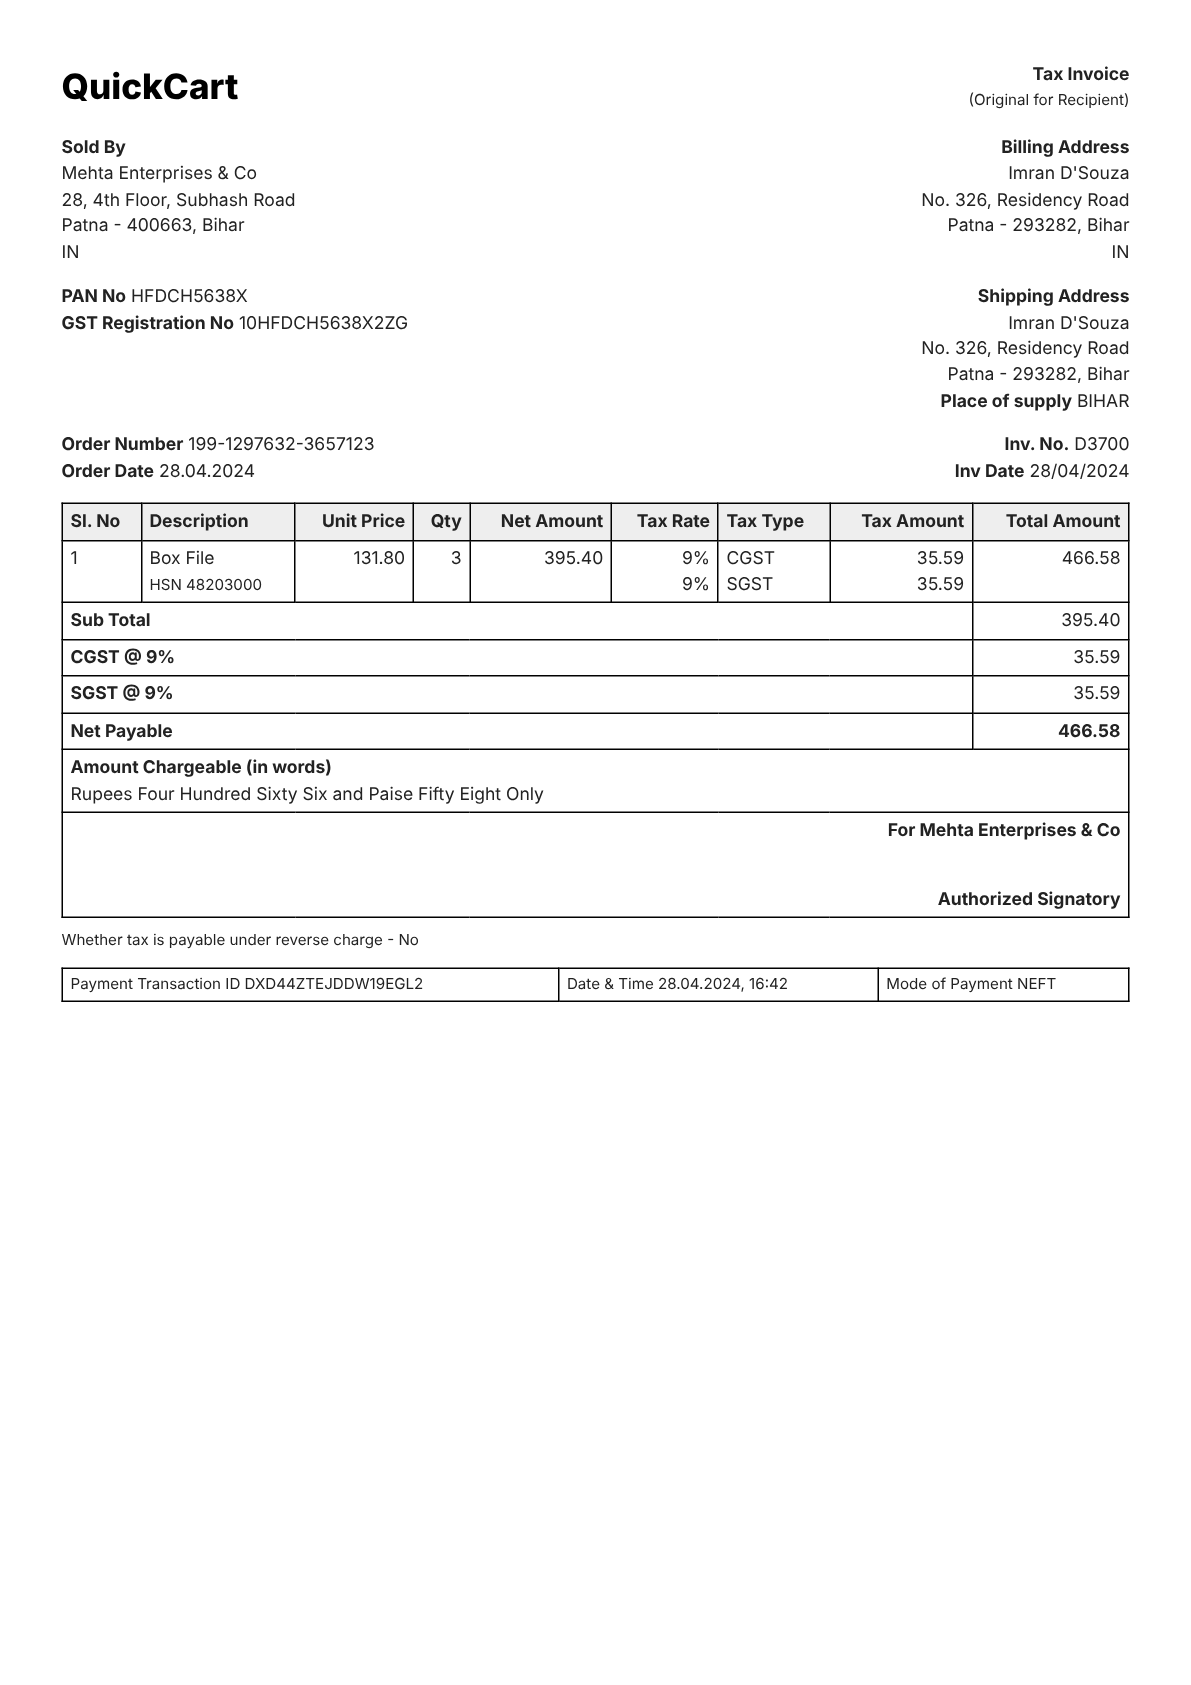 QuickCart
Tax Invoice
(Original for Recipient)
Sold By
Mehta Enterprises & Co
28, 4th Floor, Subhash Road
Patna - 400663, Bihar
IN
Billing Address
Imran D'Souza
No. 326, Residency Road
Patna - 293282, Bihar
IN
PAN No HFDCH5638X
GST Registration No 10HFDCH5638X2ZG
Shipping Address
Imran D'Souza
No. 326, Residency Road
Patna - 293282, Bihar
Place of supply BIHAR
Order Number 199-1297632-3657123
Order Date 28.04.2024
Inv. No. D3700
Inv Date 28/04/2024
Sl. No Description Unit Price Qty Net Amount Tax Rate Tax Type Tax Amount Total Amount
1 Box File 131.80 3 395.40 9% CGST 35.59 466.58
HSN 48203000 9% SGST 35.59
Sub Total 395.40
CGST @ 9% 35.59
SGST @ 9% 35.59
Net Payable 466.58
Amount Chargeable (in words)
Rupees Four Hundred Sixty Six and Paise Fifty Eight Only
For Mehta Enterprises & Co
Authorized Signatory
Whether tax is payable under reverse charge - No
Payment Transaction ID DXD44ZTEJDDW19EGL2 Date & Time 28.04.2024, 16:42 Mode of Payment NEFT